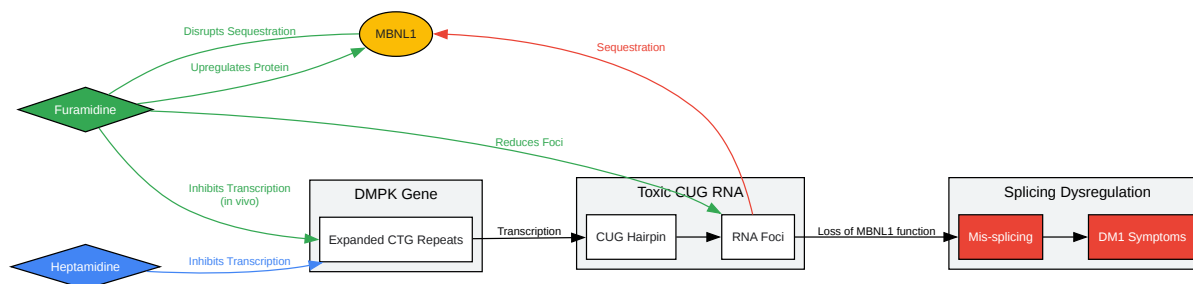 Disrupts Sequestration
MBNL1
Sequestration
Upregulates Protein
Furamidine
Reduces Foci
Inhibits Transcription
(in vivo)
DMPK Gene
Toxic CUG RNA
Splicing Dysregulation
Expanded CTG Repeats
Transcription
CUG Hairpin
RNA Foci
Loss of MBNL1 function
Mis-splicing
DM1 Symptoms
Heptamidine
Inhibits Transcription